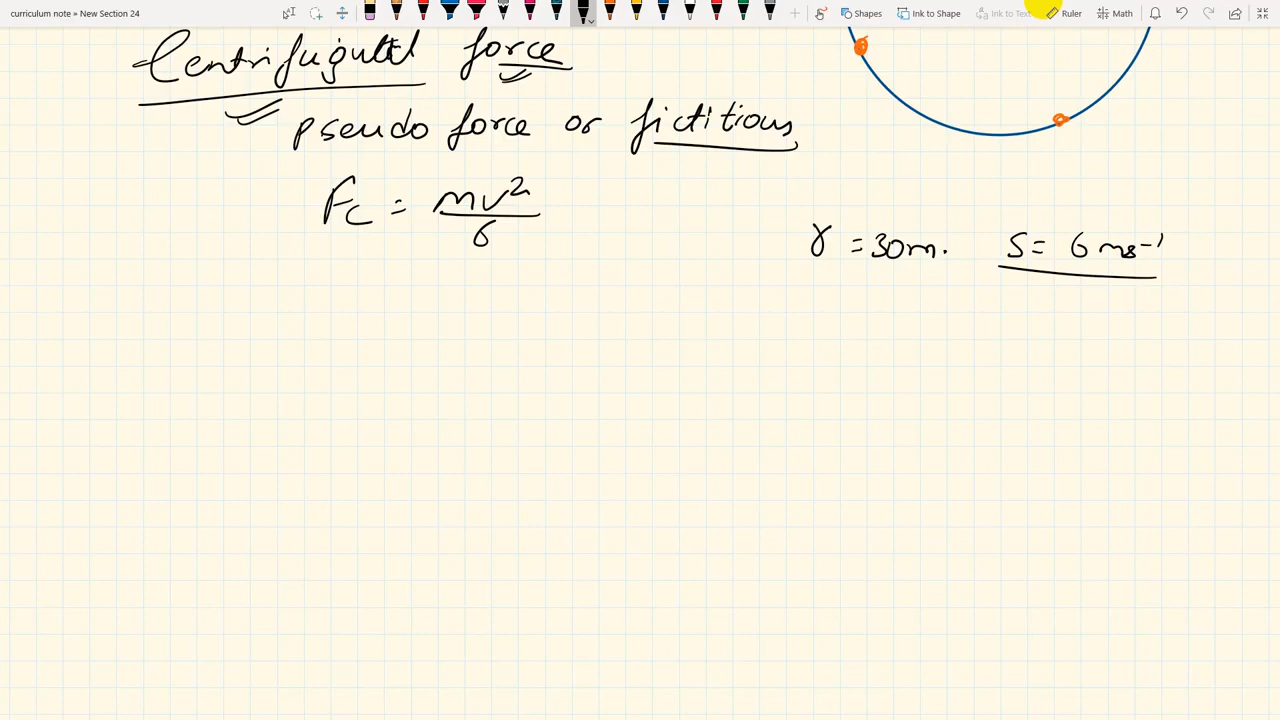 curriculum note » New Section 24
Shapes Ink to Shape Ink to Text Ruler Math
Centrifugal force
pseudo force or fictitious
Fc = mv²/r
r = 30m. S = 6 ms⁻¹